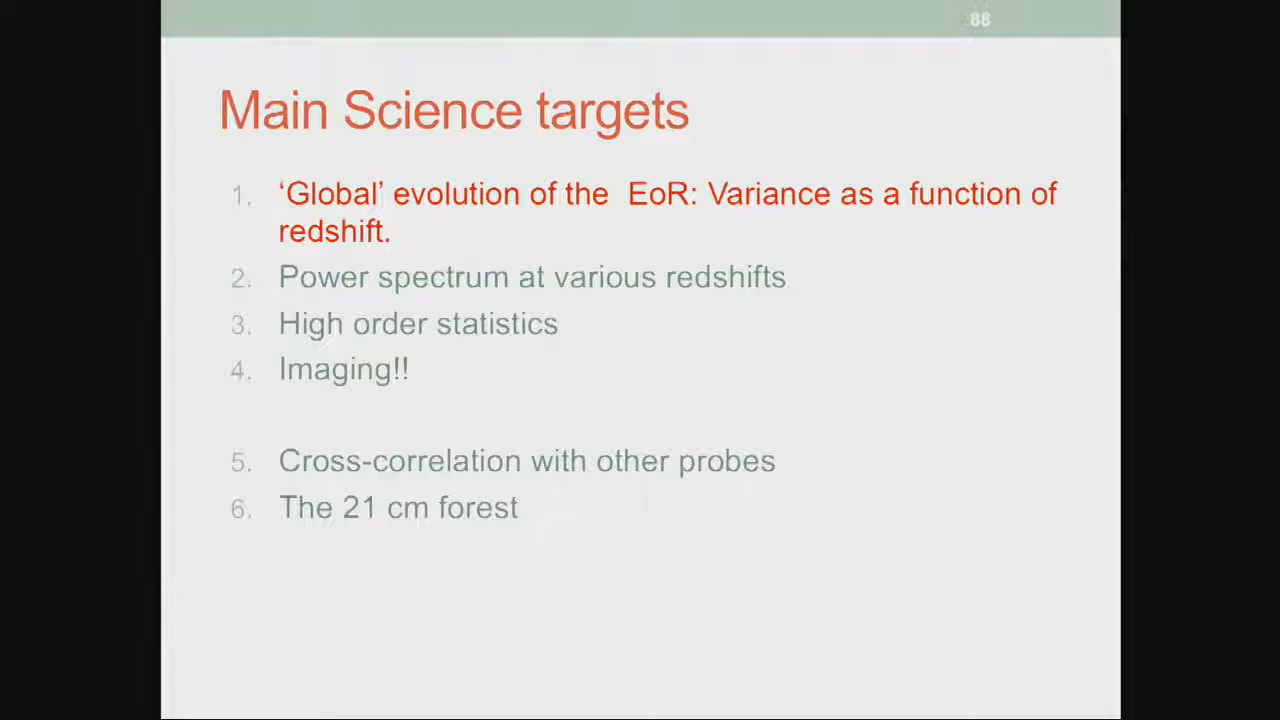 88
Main Science targets
1. ‘Global’ evolution of the EoR: Variance as a function of
redshift.
2. Power spectrum at various redshifts
3. High order statistics
4. Imaging!!
5. Cross-correlation with other probes
6. The 21 cm forest